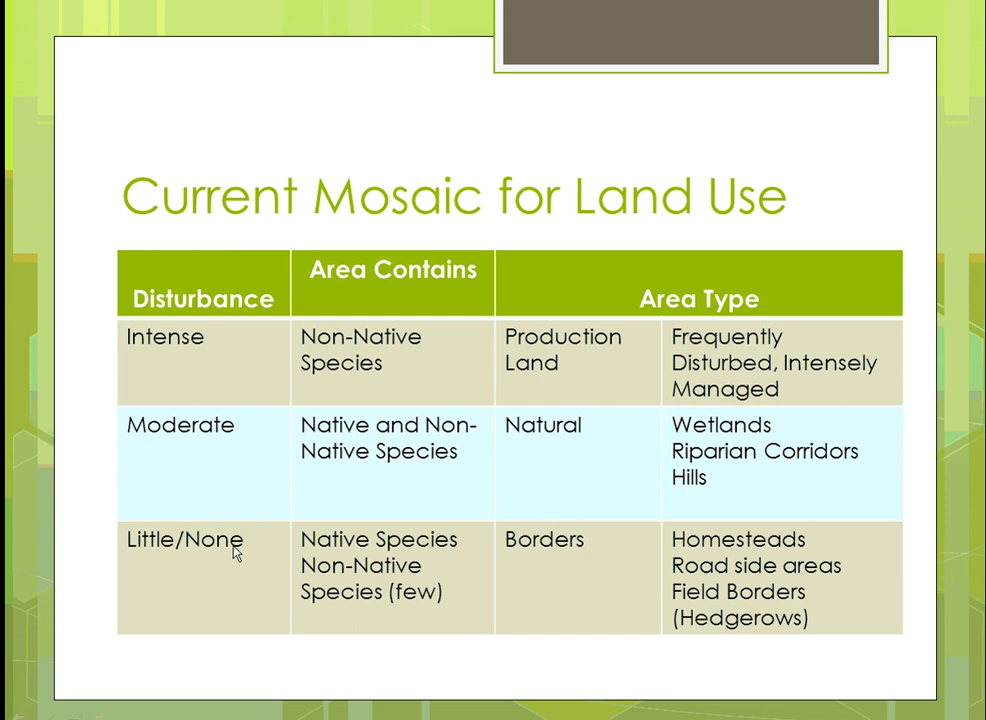 Current Mosaic for Land Use
Disturbance
Area Contains
Area Type
Intense
Non-Native
Species
Production
Land
Frequently
Disturbed, Intensely
Managed
Moderate
Native and Non-
Native Species
Natural
Wetlands
Riparian Corridors
Hills
Little/None
Native Species
Non-Native
Species (few)
Borders
Homesteads
Road side areas
Field Borders
(Hedgerows)